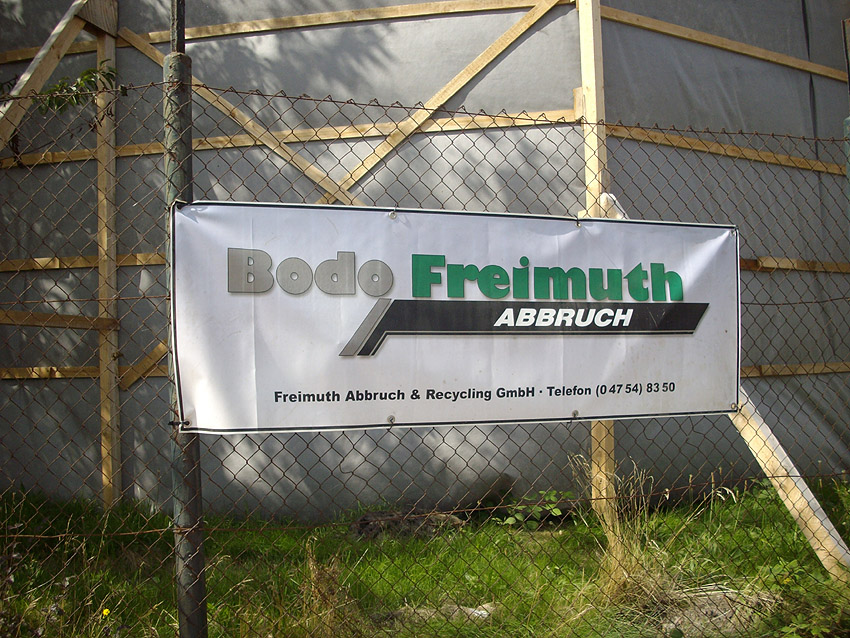 Bodo Freimuth
ABBRUCH
Freimuth Abbruch & Recycling GmbH · Telefon (0 47 54) 83 50